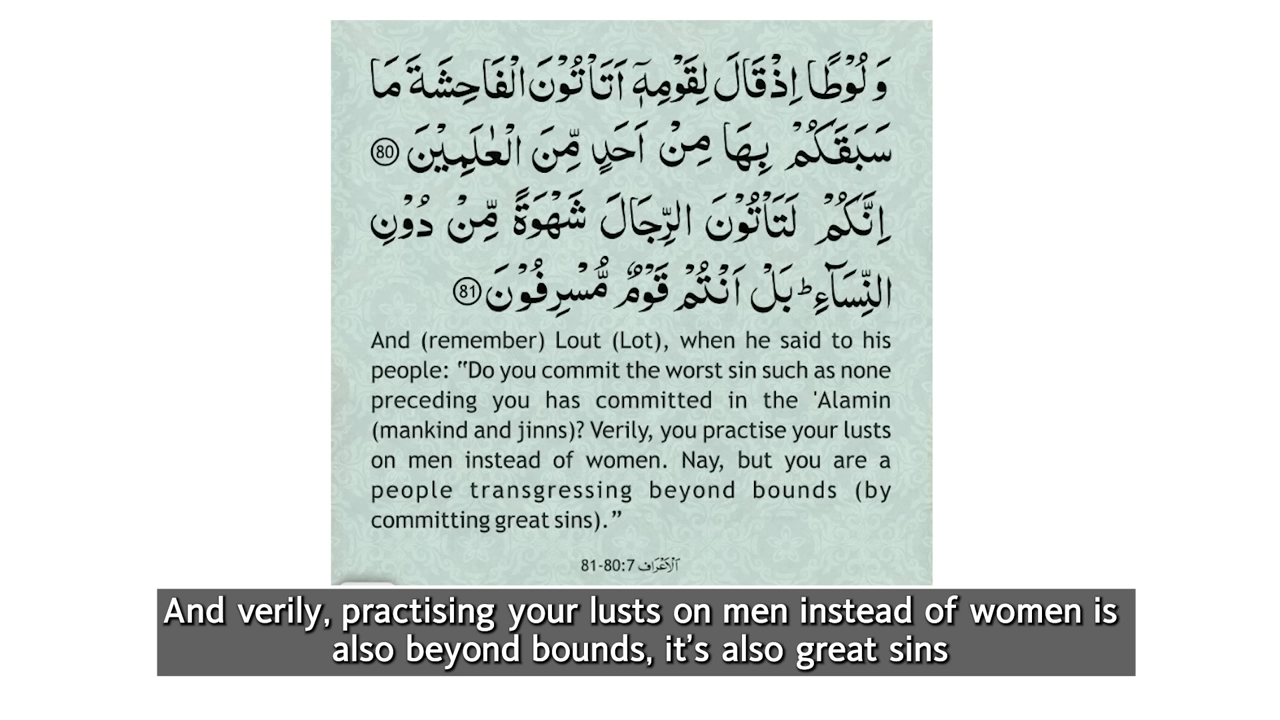 وَلُوْطًا اِذْ قَالَ لِقَوْمِهٖۤ اَتَاْتُوْنَ الْفَاحِشَةَ مَا
سَبَقَكُمْ بِهَا مِنْ اَحَدٍ مِّنَ الْعٰلَمِيْنَ 80
اِنَّكُمْ لَتَاْتُوْنَ الرِّجَالَ شَهْوَةً مِّنْ دُوْنِ
النِّسَآءِ ؕ بَلْ اَنْتُمْ قَوْمٌ مُّسْرِفُوْنَ 81
And (remember) Lout (Lot), when he said to his
people: “Do you commit the worst sin such as none
preceding you has committed in the 'Alamin
(mankind and jinns)? Verily, you practise your lusts
on men instead of women. Nay, but you are a
people transgressing beyond bounds (by
committing great sins).”
81-80:7 اَلْاَعْرَاف
And verily, practising your lusts on men instead of women is
also beyond bounds, it’s also great sins